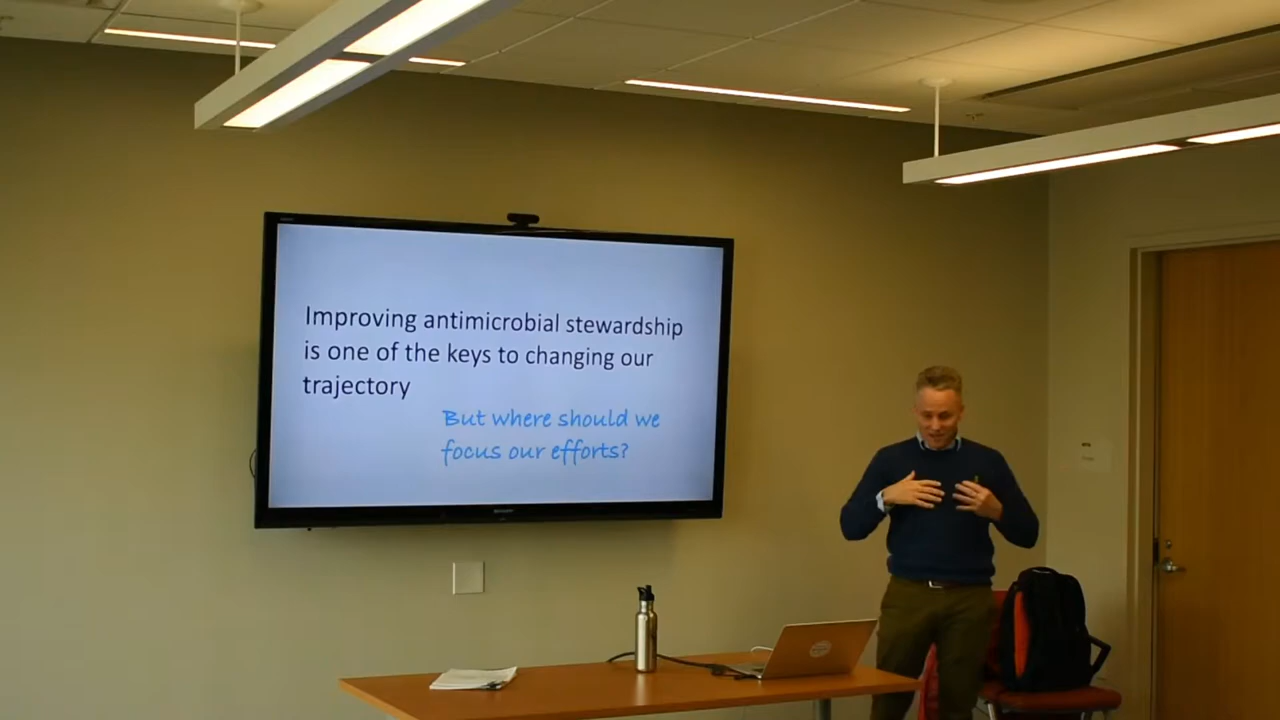 Improving antimicrobial stewardship
is one of the keys to changing our
trajectory
But where should we
focus our efforts?